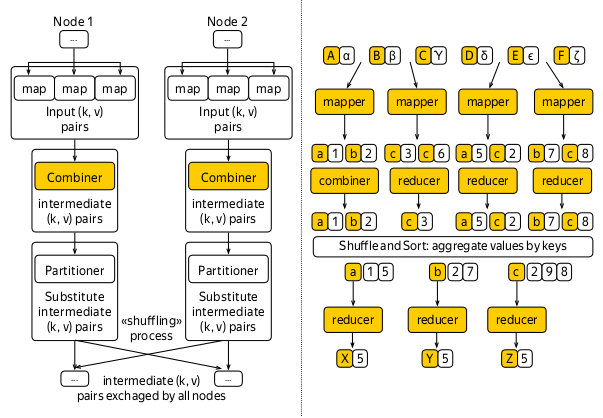 Node 1
Node 2
...
...
map map map
map map map
Input (k, v)
pairs
Input (k, v)
pairs
Combiner
Combiner
intermediate
(k, v) pairs
intermediate
(k, v) pairs
Partitioner
Partitioner
Substitute
intermediate
(k, v) pairs
Substitute
intermediate
(k, v) pairs
«shuffling»
process
...
...
intermediate (k, v)
pairs exchaged by all nodes
A α B β C Υ D δ E ϵ F ζ
mapper mapper mapper mapper
a 1 b 2 c 3 c 6 a 5 c 2 b 7 c 8
combiner reducer reducer reducer
a 1 b 2 c 3 a 5 c 2 b 7 c 8
Shuffle and Sort: aggregate values by keys
a 1 5 b 2 7 c 2 9 8
reducer reducer reducer
X 5 Y 5 Z 5